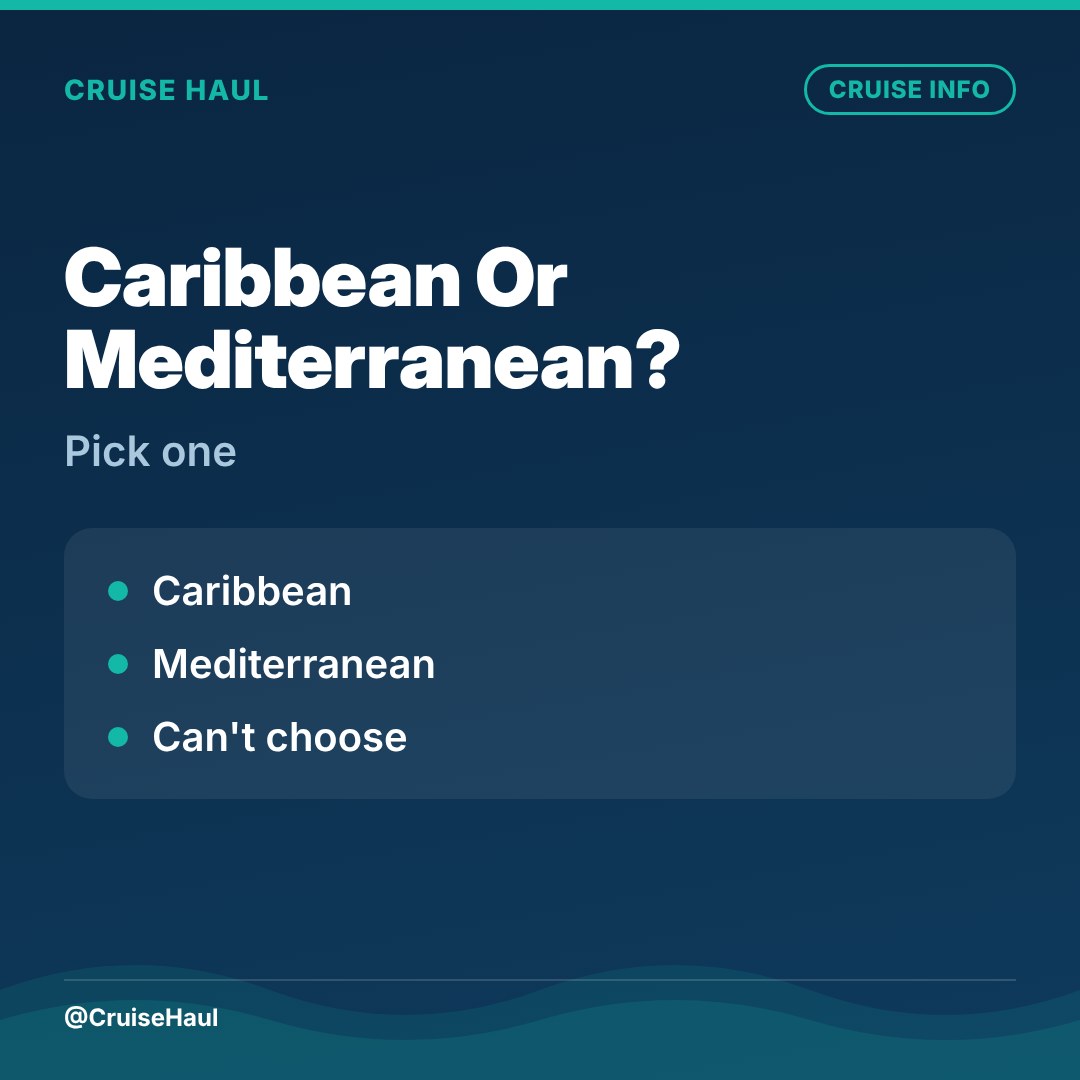 CRUISE HAUL
CRUISE INFO
Caribbean Or
Mediterranean?
Pick one
Caribbean
Mediterranean
Can't choose
@CruiseHaul